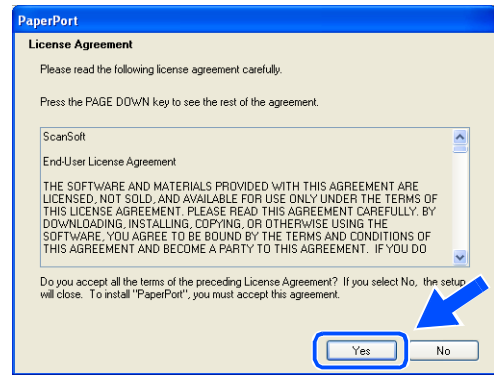 PaperPort
License Agreement
Please read the following license agreement carefully.
Press the PAGE DOWN key to see the rest of the agreement.
ScanSoft
End-User License Agreement
THE SOFTWARE AND MATERIALS PROVIDED WITH THIS AGREEMENT ARE
LICENSED, NOT SOLD, AND AVAILABLE FOR USE ONLY UNDER THE TERMS OF
THIS LICENSE AGREEMENT. PLEASE READ THIS AGREEMENT CAREFULLY. BY
DOWNLOADING, INSTALLING, COPYING, OR OTHERWISE USING THE
SOFTWARE, YOU AGREE TO BE BOUND BY THE TERMS AND CONDITIONS OF
THIS AGREEMENT AND BECOME A PARTY TO THIS AGREEMENT. IF YOU DO
Do you accept all the terms of the preceding License Agreement? If you select No, the setup
will close. To install "PaperPort", you must accept this agreement.
Yes No